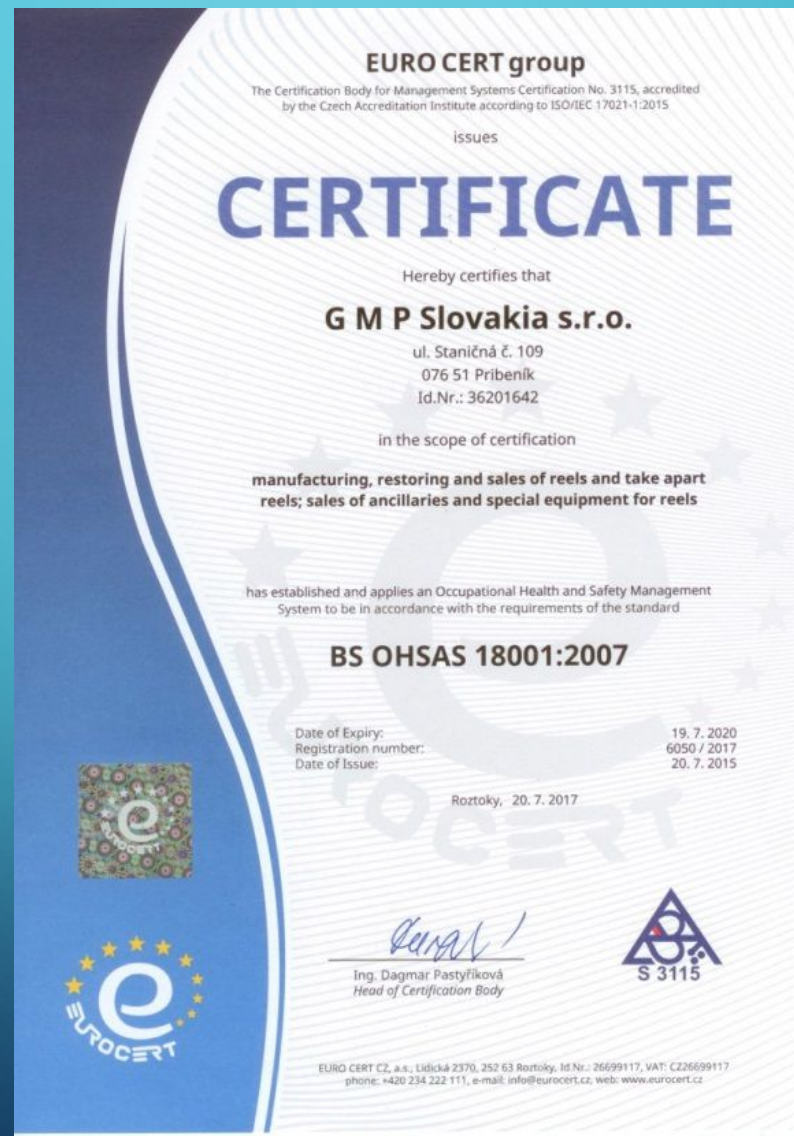 EURO CERT group
The Certification Body for Management Systems Certification No. 3115, accredited
by the Czech Accreditation Institute according to ISO/IEC 17021-1:2015
issues
CERTIFICATE
Hereby certifies that
G M P Slovakia s.r.o.
ul. Staničná č. 109
076 51 Pribeník
Id.Nr.: 36201642
in the scope of certification
manufacturing, restoring and sales of reels and take apart
reels; sales of ancillaries and special equipment for reels
has established and applies an Occupational Health and Safety Management
System to be in accordance with the requirements of the standard
BS OHSAS 18001:2007
Date of Expiry: 19. 7. 2020
Registration number: 6050 / 2017
Date of Issue: 20. 7. 2015
Roztoky, 20. 7. 2017
EUROCERT
Ing. Dagmar Pastyříková
Head of Certification Body
S 3115
EUROCERT
EUROCERT
EURO CERT CZ, a.s., Lidická 2370, 252 63 Roztoky, Id.Nr.: 26699117, VAT: CZ26699117
phone: +420 234 222 111, e-mail: info@eurocert.cz, web: www.eurocert.cz